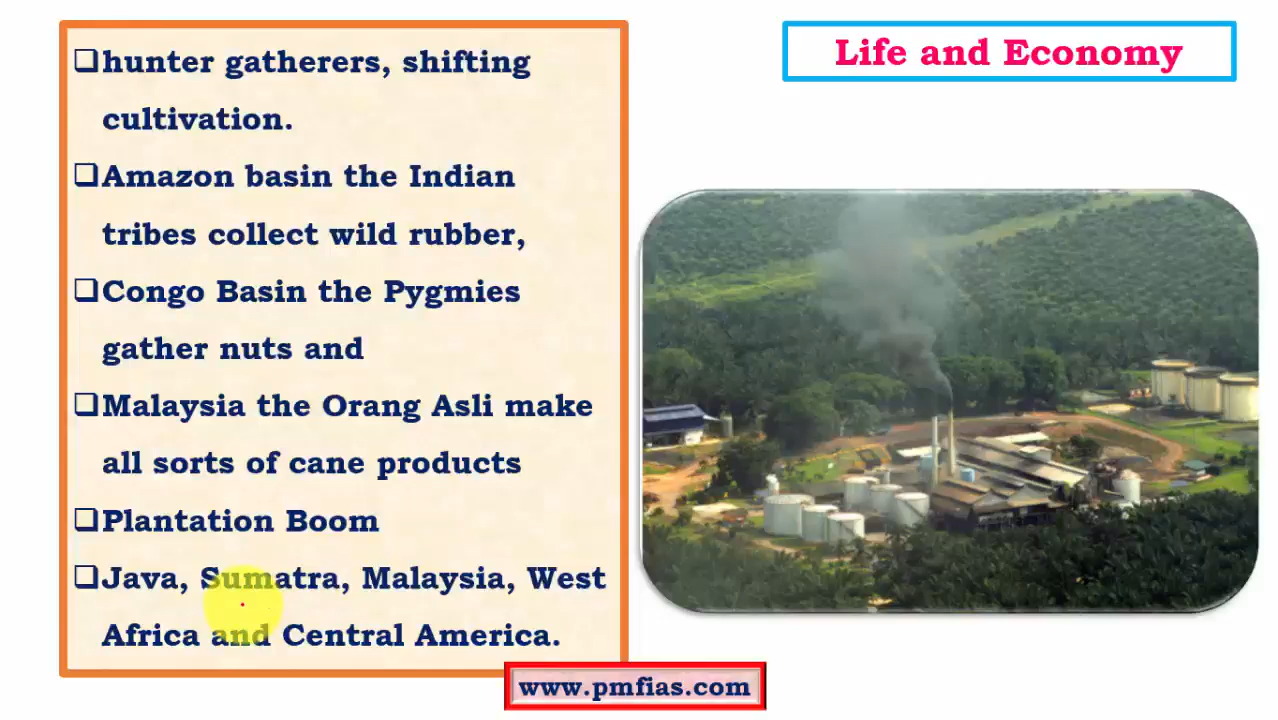 Life and Economy
❑hunter gatherers, shifting
cultivation.
❑Amazon basin the Indian
tribes collect wild rubber,
❑Congo Basin the Pygmies
gather nuts and
❑Malaysia the Orang Asli make
all sorts of cane products
❑Plantation Boom
❑Java, Sumatra, Malaysia, West
Africa and Central America.
www.pmfias.com